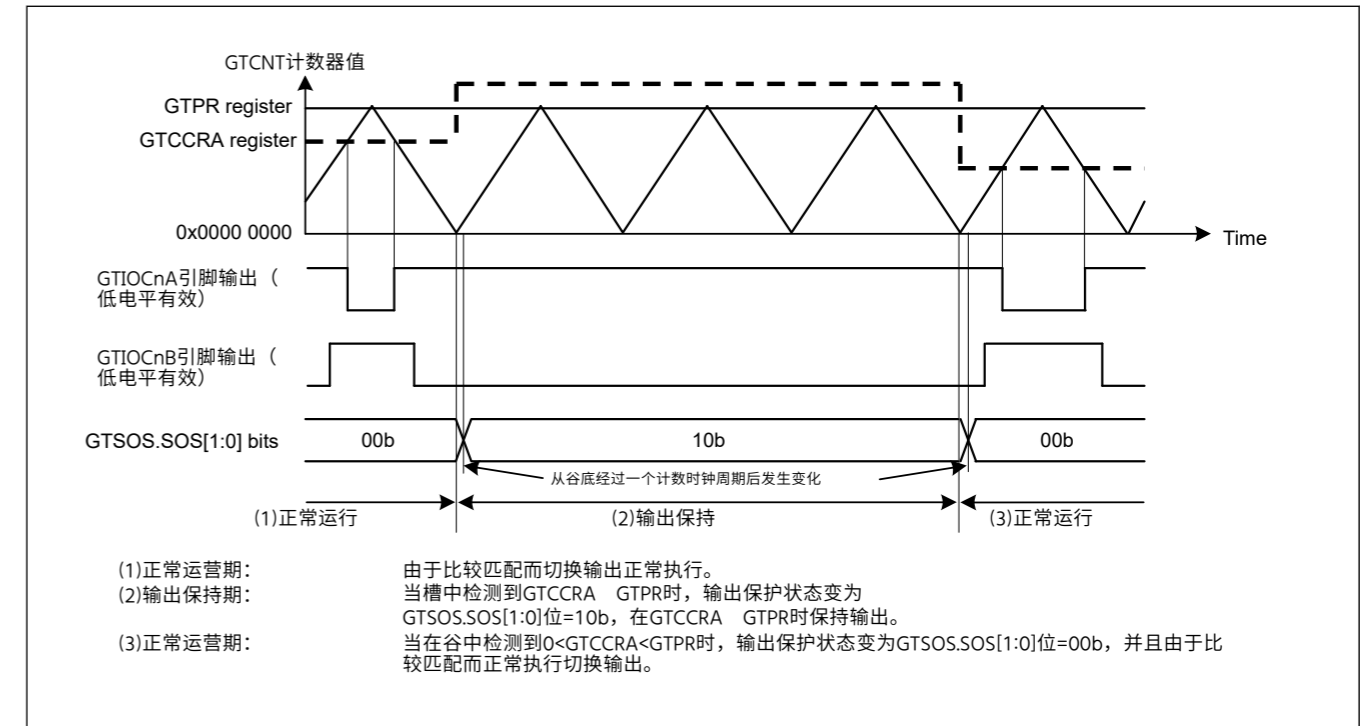 GTCNT计数器值
GTPR register
GTCCRA register
0x0000 0000
Time
GTIOCnA引脚输出（
低电平有效）
GTIOCnB引脚输出（
低电平有效）
GTSOS.SOS[1:0] bits
00b
10b
00b
从谷底经过一个计数时钟周期后发生变化
(1)正常运行
(2)输出保持
(3)正常运行
(1)正常运营期：
由于比较匹配而切换输出正常执行。
(2)输出保持期：
当槽中检测到GTCCRA GTPR时，输出保护状态变为
GTSOS.SOS[1:0]位=10b，在GTCCRA GTPR时保持输出。
(3)正常运营期：
当在谷中检测到0<GTCCRA<GTPR时，输出保护状态变为GTSOS.SOS[1:0]位=00b，并且由于比
较匹配而正常执行切换输出。